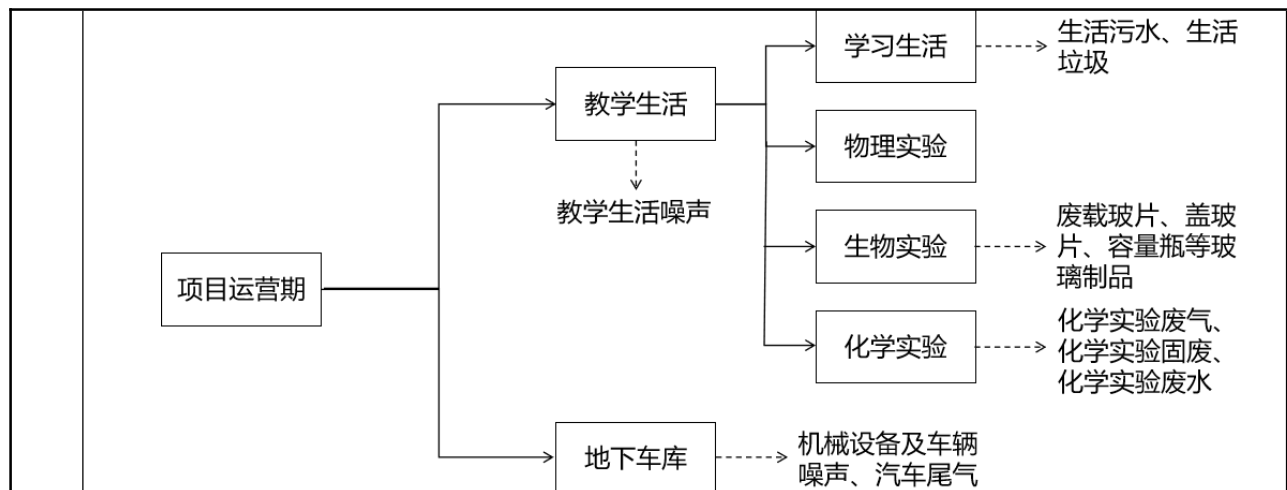 学习生活
生活污水、生活
垃圾
教学生活
物理实验
教学生活噪声
生物实验
废载玻片、盖玻
片、容量瓶等玻
璃制品
项目运营期
化学实验
化学实验废气、
化学实验固废、
化学实验废水
地下车库
机械设备及车辆
噪声、汽车尾气